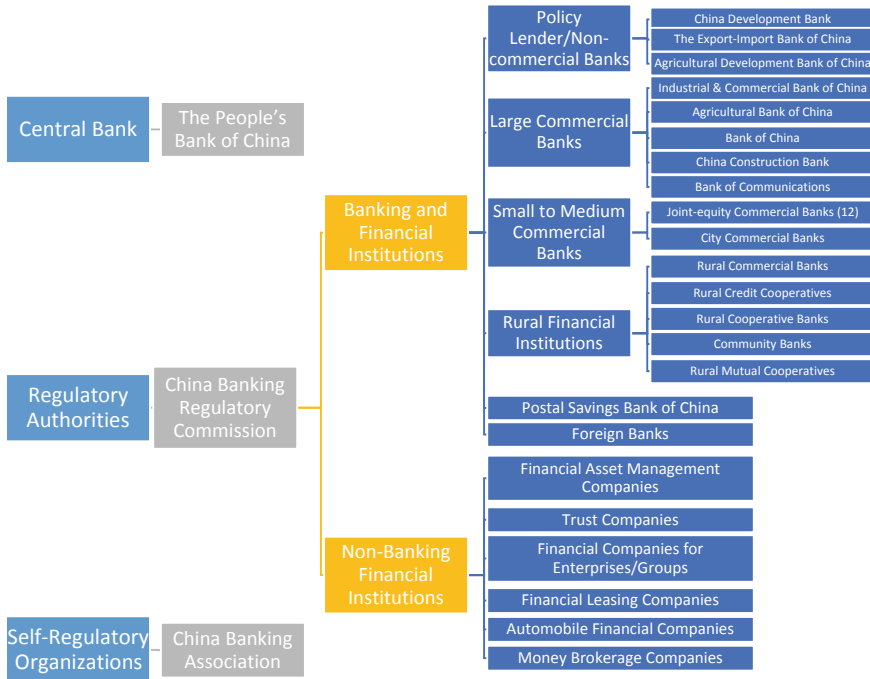 Central Bank
The People's
Bank of China
Regulatory
Authorities
China Banking
Regulatory
Commission
Self-Regulatory
Organizations
China Banking
Association
Banking and
Financial
Institutions
Policy
Lender/Non-
commercial Banks
China Development Bank
The Export-Import Bank of China
Agricultural Development Bank of China
Large Commercial
Banks
Industrial & Commercial Bank of China
Agricultural Bank of China
Bank of China
China Construction Bank
Bank of Communications
Small to Medium
Commercial
Banks
Joint-equity Commercial Banks (12)
City Commercial Banks
Rural Financial
Institutions
Rural Commercial Banks
Rural Credit Cooperatives
Rural Cooperative Banks
Community Banks
Rural Mutual Cooperatives
Postal Savings Bank of China
Foreign Banks
Non-Banking
Financial
Institutions
Financial Asset Management
Companies
Trust Companies
Financial Companies for
Enterprises/Groups
Financial Leasing Companies
Automobile Financial Companies
Money Brokerage Companies